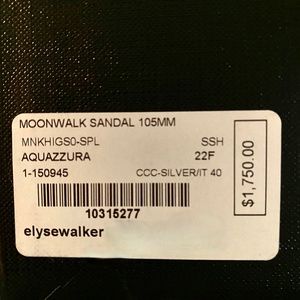 MOONWALK SANDAL 105MM
MNKHIGS0-SPL SSH
AQUAZZURA 22F
1-150945 CCC-SILVER/IT 40
10315277
elysewalker
$1,750.00